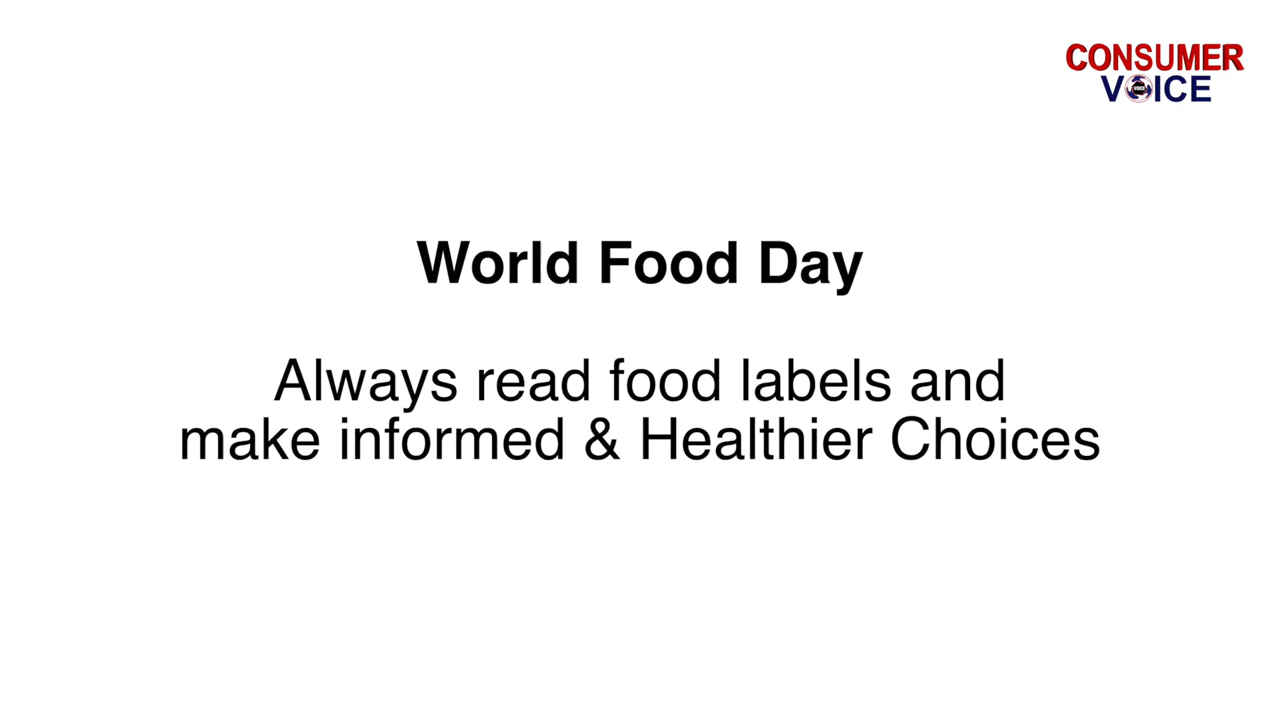 CONSUMER
VOICE
World Food Day
Always read food labels and
make informed & Healthier Choices